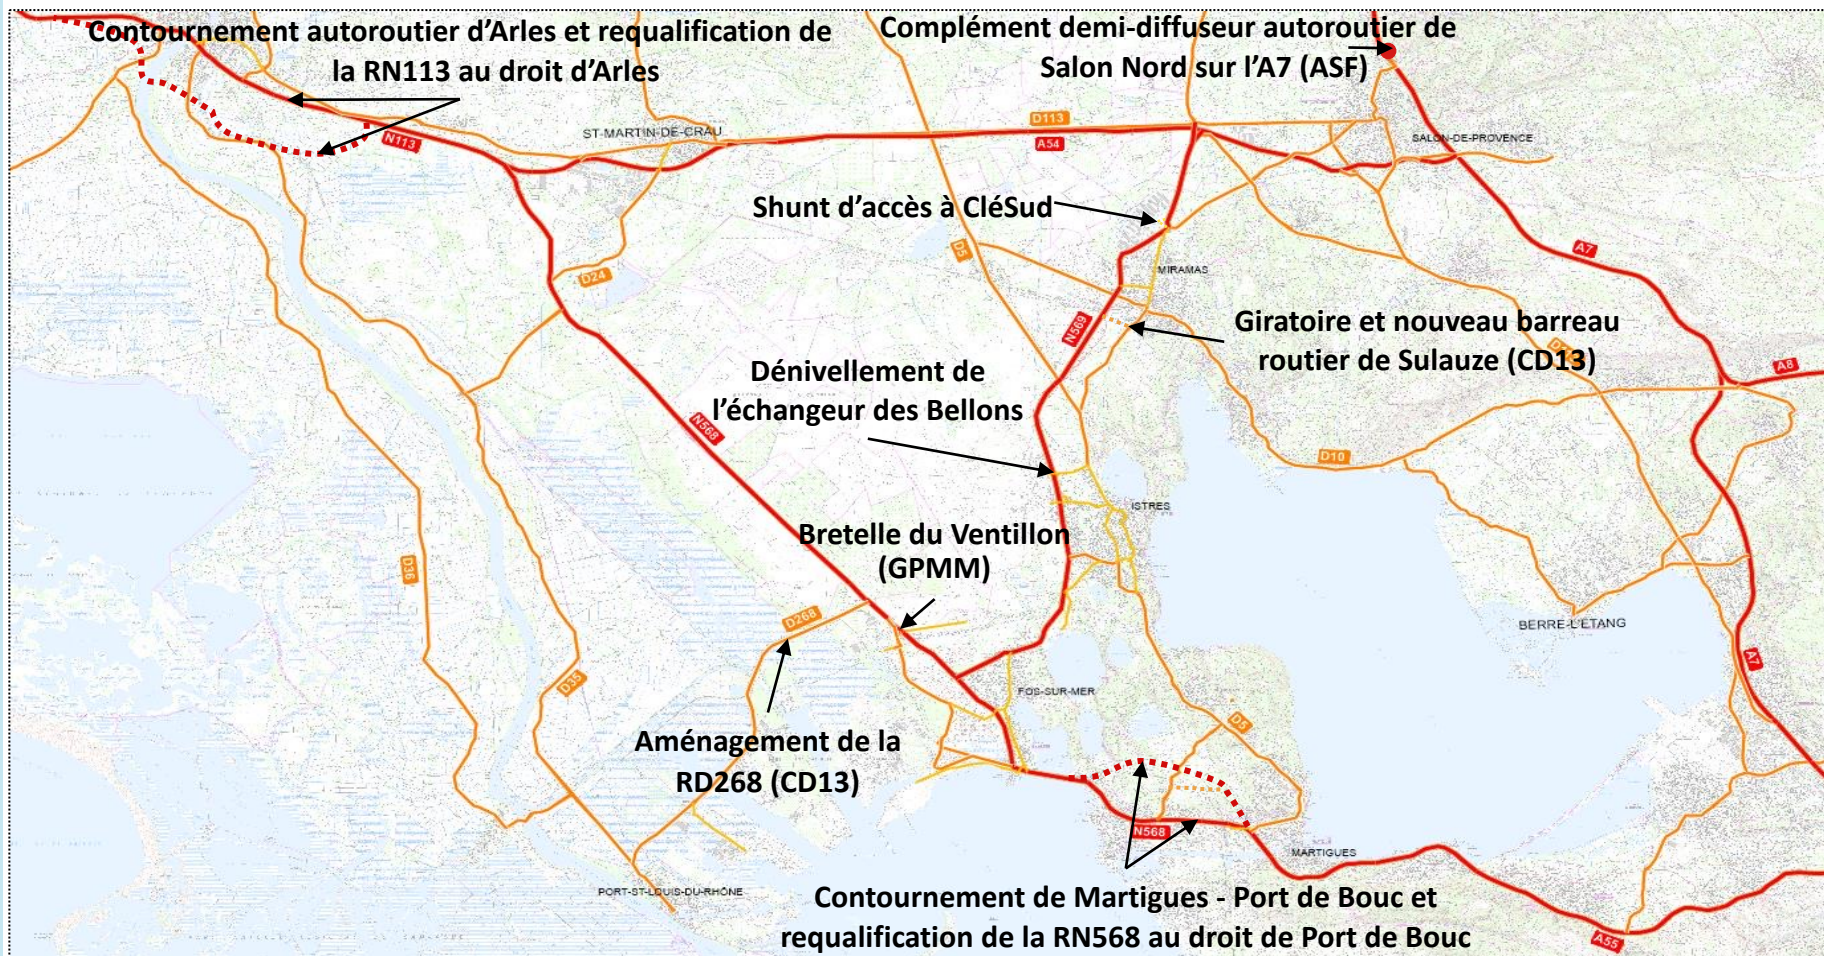 Contournement autoroutier d'Arles et requalification de
la RN113 au droit d'Arles
Complément demi-diffuseur autoroutier de
Salon Nord sur l'A7 (ASF)
N113
ST-MARTIN-DE-CRAU
D113
A54
SALON-DE-PROVENCE
Shunt d'accès à CléSud
D5
A7
D24
MIRAMAS
N569
Giratoire et nouveau barreau
routier de Sulauze (CD13)
A8
Dénivellement de
l'échangeur des Bellons
N568
D10
ISTRES
Bretelle du Ventillon
(GPMM)
D36
D268
BERRE-L'ETANG
A7
D35
FOS-SUR-MER
D5
Aménagement de la
RD268 (CD13)
N568
MARTIGUES
PORT-ST-LOUIS-DU-RHÔNE
Contournement de Martigues - Port de Bouc et
requalification de la RN568 au droit de Port de Bouc
A55